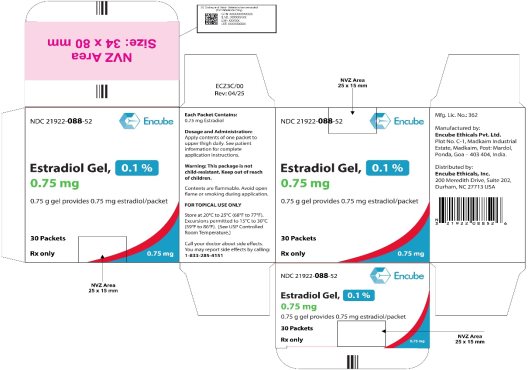 NVZ Area
Size: 34 x 80 mm
ECZ3C/00
Rev: 04/25
NVZ Area
25 x 15 mm
NDC 21922-088-52
Encube
Estradiol Gel, 0.1 %
0.75 mg
0.75 g gel provides 0.75 mg estradiol/packet
30 Packets
Rx only
0.75 mg
NVZ Area
25 x 15 mm
Each Packet Contains:
0.75 mg Estradiol
Dosage and Administration:
Apply contents of one packet to
upper thigh daily. See patient
information for complete
application instructions.
Warning: This package is not
child-resistant. Keep out of reach
of children.
Contents are flammable. Avoid open
flame or smoking during application.
FOR TOPICAL USE ONLY
Store at 20°C to 25°C (68°F to 77°F).
Excursions permitted to 15°C to 30°C
(59°F to 86°F). [See USP Controlled
Room Temperature.]
Call your doctor about side effects.
You may report side effects by calling:
1-833-285-4151
NDC 21922-088-52
Encube
Estradiol Gel, 0.1 %
0.75 mg
0.75 g gel provides 0.75 mg estradiol/packet
30 Packets
Rx only
0.75 mg
Mfg. Lic. No.: 362
Manufactured by:
Encube Ethicals Pvt. Ltd.
Plot No. C-1, Madkaim Industrial
Estate, Madkaim, Post: Mardol,
Ponda, Goa - 403 404, India.
Distributed by:
Encube Ethicals, Inc.
200 Meredith Drive, Suite 202,
Durham, NC 27713 USA
NDC 21922-088-52
Encube
Estradiol Gel, 0.1 %
0.75 mg
0.75 g gel provides 0.75 mg estradiol/packet
30 Packets
Rx only
0.75 mg
NVZ Area
25 x 15 mm